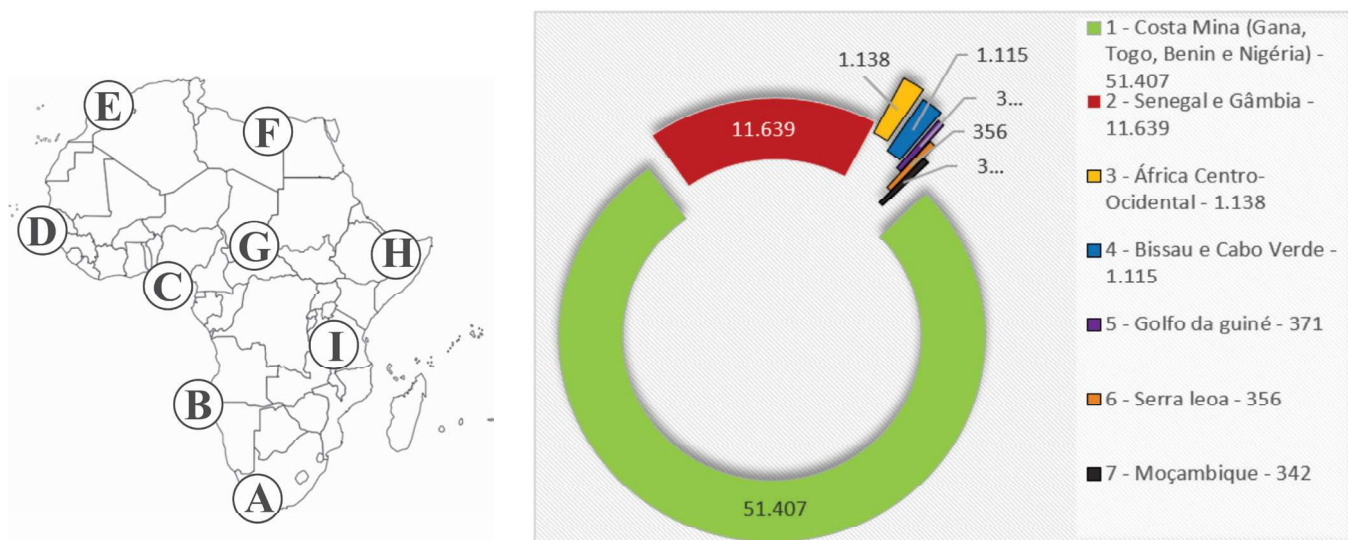 E
F
D
G
H
C
I
B
A
1.138
1.115
3...
356
3...
11.639
51.407
1 - Costa Mina (Gana,
Togo, Benin e Nigéria) -
51.407
2 - Senegal e Gâmbia -
11.639
3 - África Centro-
Ocidental - 1.138
4 - Bissau e Cabo Verde -
1.115
5 - Golfo da guiné - 371
6 - Serra leoa - 356
7 - Moçambique - 342